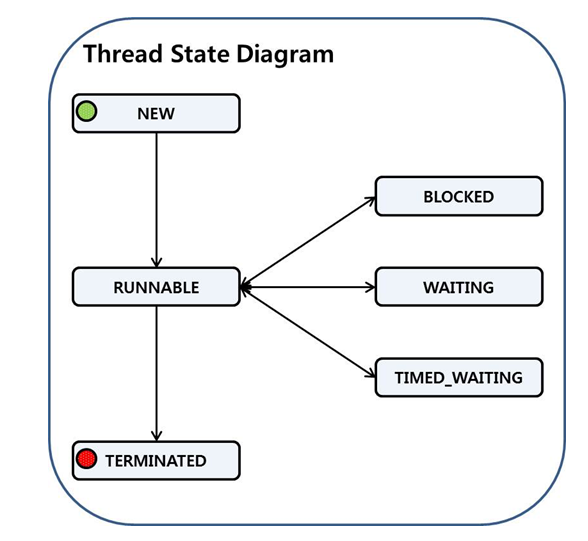 Thread State Diagram
NEW
BLOCKED
RUNNABLE
WAITING
TIMED_WAITING
TERMINATED